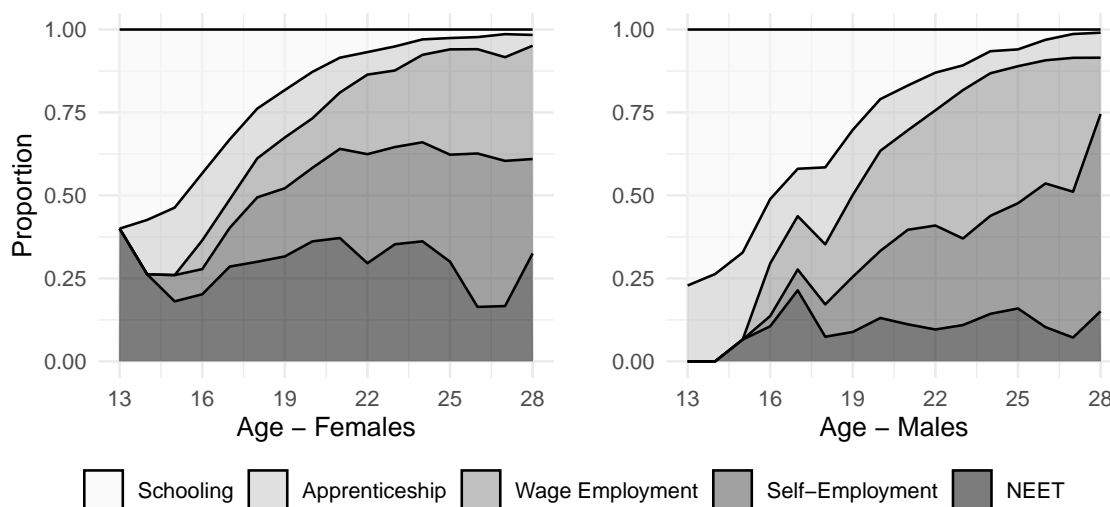 Proportion
1.00
0.75
0.50
0.25
0.00
13 16 19 22 25 28
Age − Females
1.00
0.75
0.50
0.25
0.00
13 16 19 22 25 28
Age − Males
Schooling Apprenticeship Wage Employment Self−Employment NEET